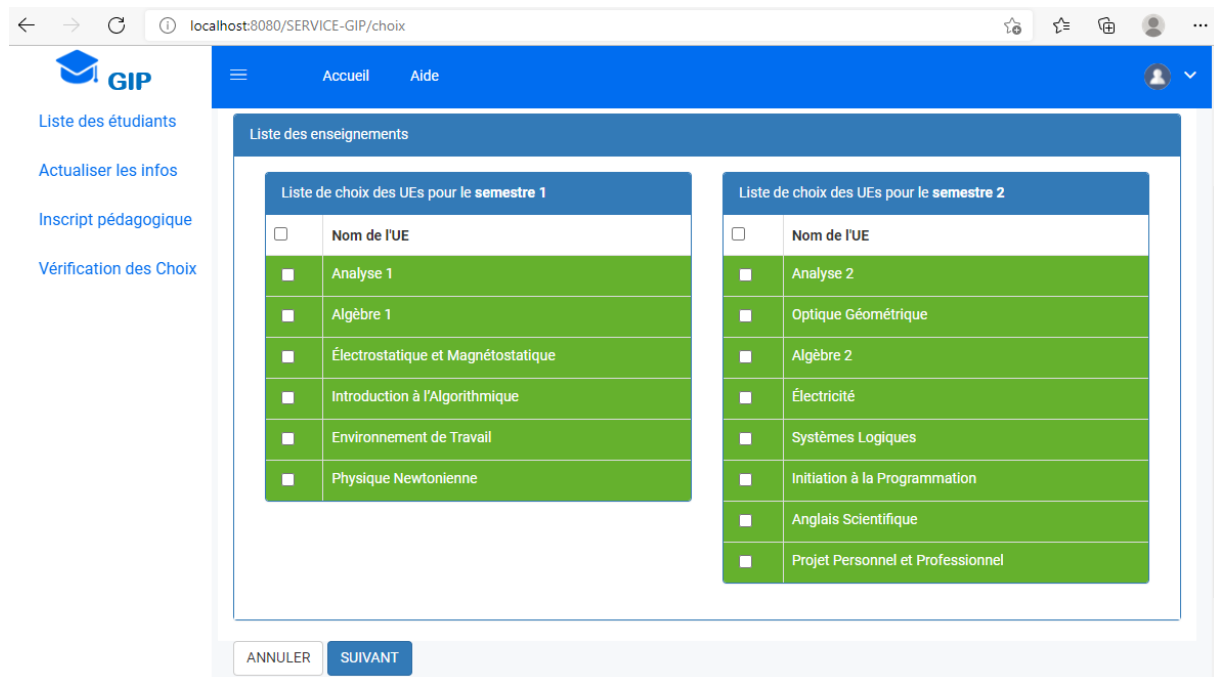 localhost:8080/SERVICE-GIP/choix
GIP
Accueil Aide
Liste des étudiants
Actualiser les infos
Inscript pédagogique
Vérification des Choix
Liste des enseignements
Liste de choix des UEs pour le semestre 1
Nom de l'UE
Analyse 1
Algèbre 1
Électrostatique et Magnétostatique
Introduction à l'Algorithmique
Environnement de Travail
Physique Newtonienne
Liste de choix des UEs pour le semestre 2
Nom de l'UE
Analyse 2
Optique Géométrique
Algèbre 2
Électricité
Systèmes Logiques
Initiation à la Programmation
Anglais Scientifique
Projet Personnel et Professionnel
ANNULER SUIVANT